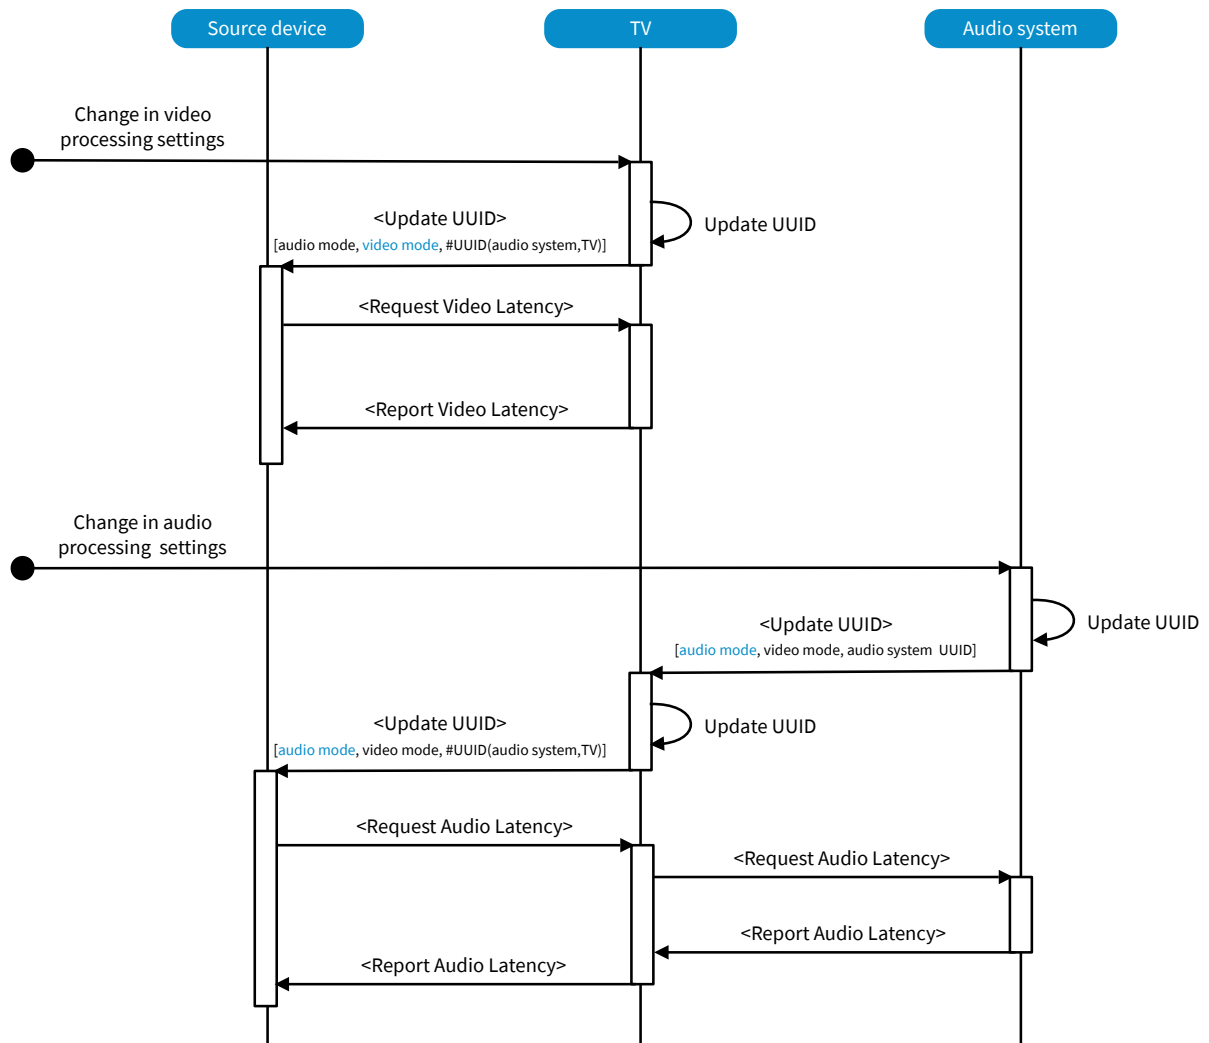 Source device
TV
Audio system
Change in video
processing settings
<Update UUID>
[audio mode, video mode, #UUID(audio system,TV)]
Update UUID
<Request Video Latency>
<Report Video Latency>
Change in audio
processing  settings
<Update UUID>
[audio mode, video mode, audio system  UUID]
Update UUID
<Update UUID>
[audio mode, video mode, #UUID(audio system,TV)]
Update UUID
<Request Audio Latency>
<Request Audio Latency>
<Report Audio Latency>
<Report Audio Latency>